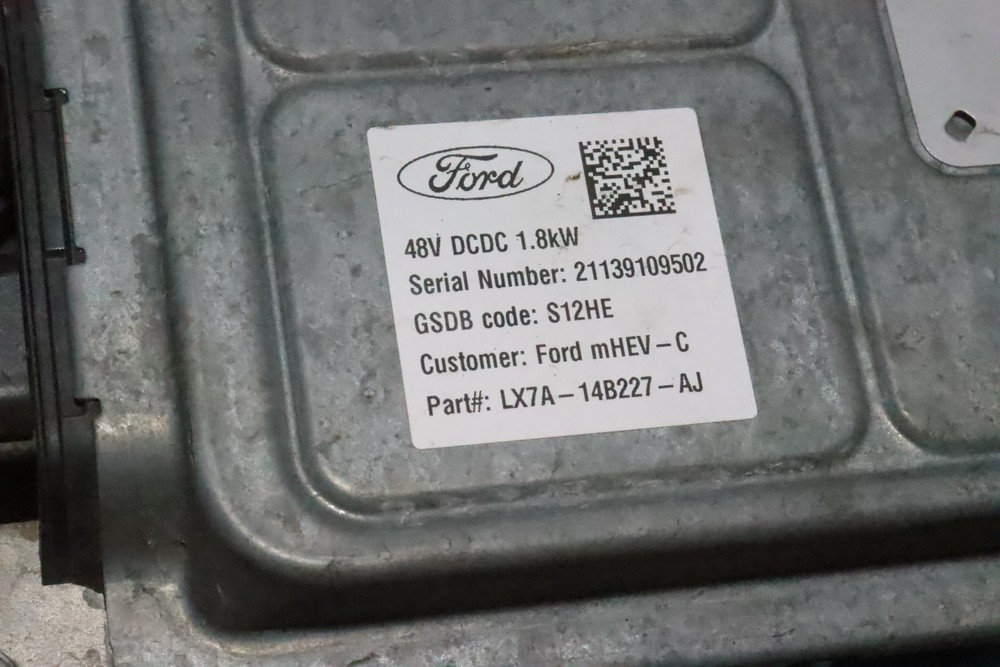 Ford
48V DCDC 1.8kW
Serial Number: 21139109502
GSDB code: S12HE
Customer: Ford mHEV-C
Part#: LX7A-14B227-AJ